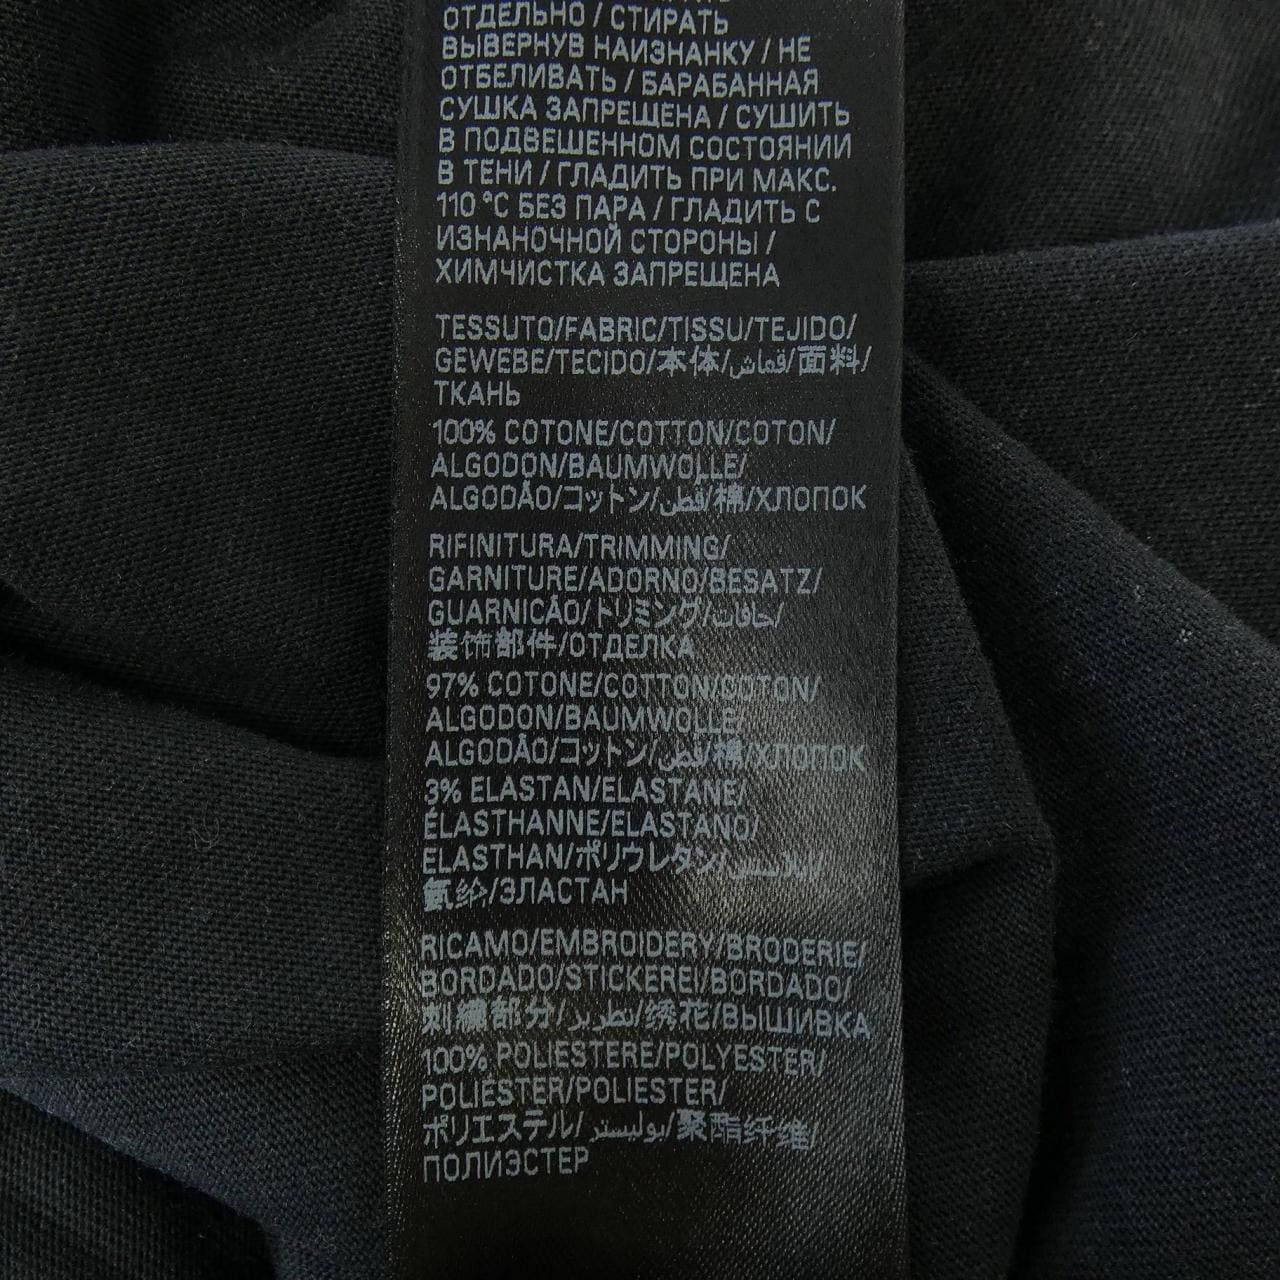 ОТДЕЛЬНО / СТИРАТЬ
ВЫВЕРНУВ НАИЗНАНКУ / НЕ
ОТБЕЛИВАТЬ / БАРАБАННАЯ
СУШКА ЗАПРЕЩЕНА / СУШИТЬ
В ПОДВЕШЕННОМ СОСТОЯНИИ
В ТЕНИ / ГЛАДИТЬ ПРИ МАКС.
110 °C БЕЗ ПАРА / ГЛАДИТЬ С
ИЗНАНОЧНОЙ СТОРОНЫ /
ХИМЧИСТКА ЗАПРЕЩЕНА
TESSUTO/FABRIC/TISSU/TEJIDO/
GEWEBE/TECIDO/本体/قماش/面料/
ТКАНЬ
100% COTONE/COTTON/COTON/
ALGODON/BAUMWOLLE/
ALGODÃO/コットン/قطن/棉/ХЛОПОК
RIFINITURA/TRIMMING/
GARNITURE/ADORNO/BESATZ/
GUARNICÃO/トリミング/حافات/
装饰部件/ОТДЕЛКА
97% COTONE/COTTON/COTON/
ALGODON/BAUMWOLLE/
ALGODÃO/コットン/قطن/棉/ХЛОПОК
3% ELASTAN/ELASTANE/
ÉLASTHANNE/ELASTANO/
ELASTHAN/ポリウレタン/
氨纶/ЭЛАСТАН
RICAMO/EMBROIDERY/BRODERIE/
BORDADO/STICKEREI/BORDADO/
刺繍部分/تطريز/绣花/ВЫШИВКА
100% POLIESTERE/POLYESTER/
POLIÉSTER/POLIESTER/
ポリエステル/بوليستر/聚酯纤维/
ПОЛИЭСТЕР